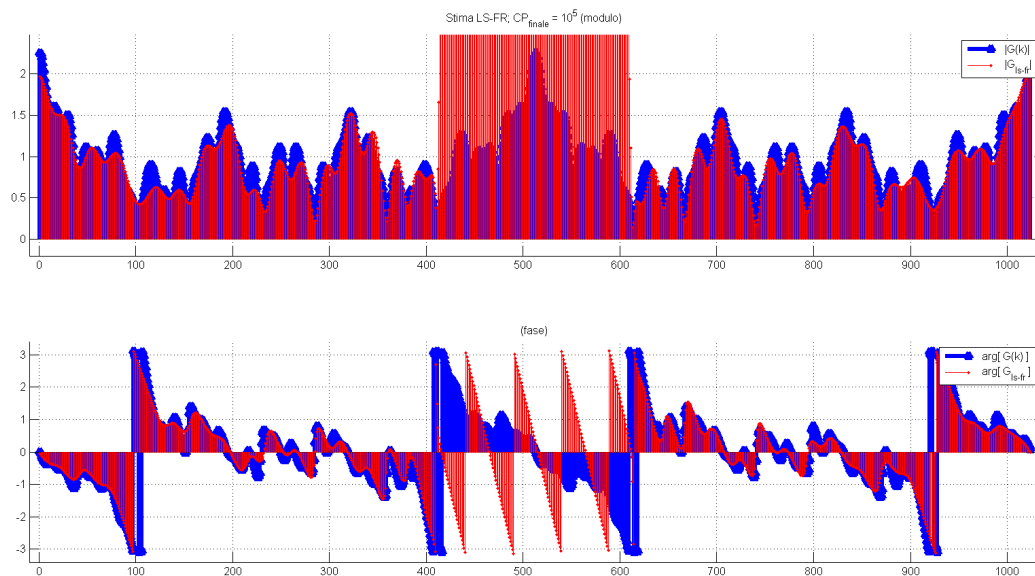 Stima LS-FR; CP_finale = 10^5 (modulo)
|G(k)|
|G_ls-fr|
2
1.5
1
0.5
0
0 100 200 300 400 500 600 700 800 900 1000
(fase)
arg[ G(k) ]
arg[ G_ls-fr ]
3
2
1
0
-1
-2
-3
0 100 200 300 400 500 600 700 800 900 1000